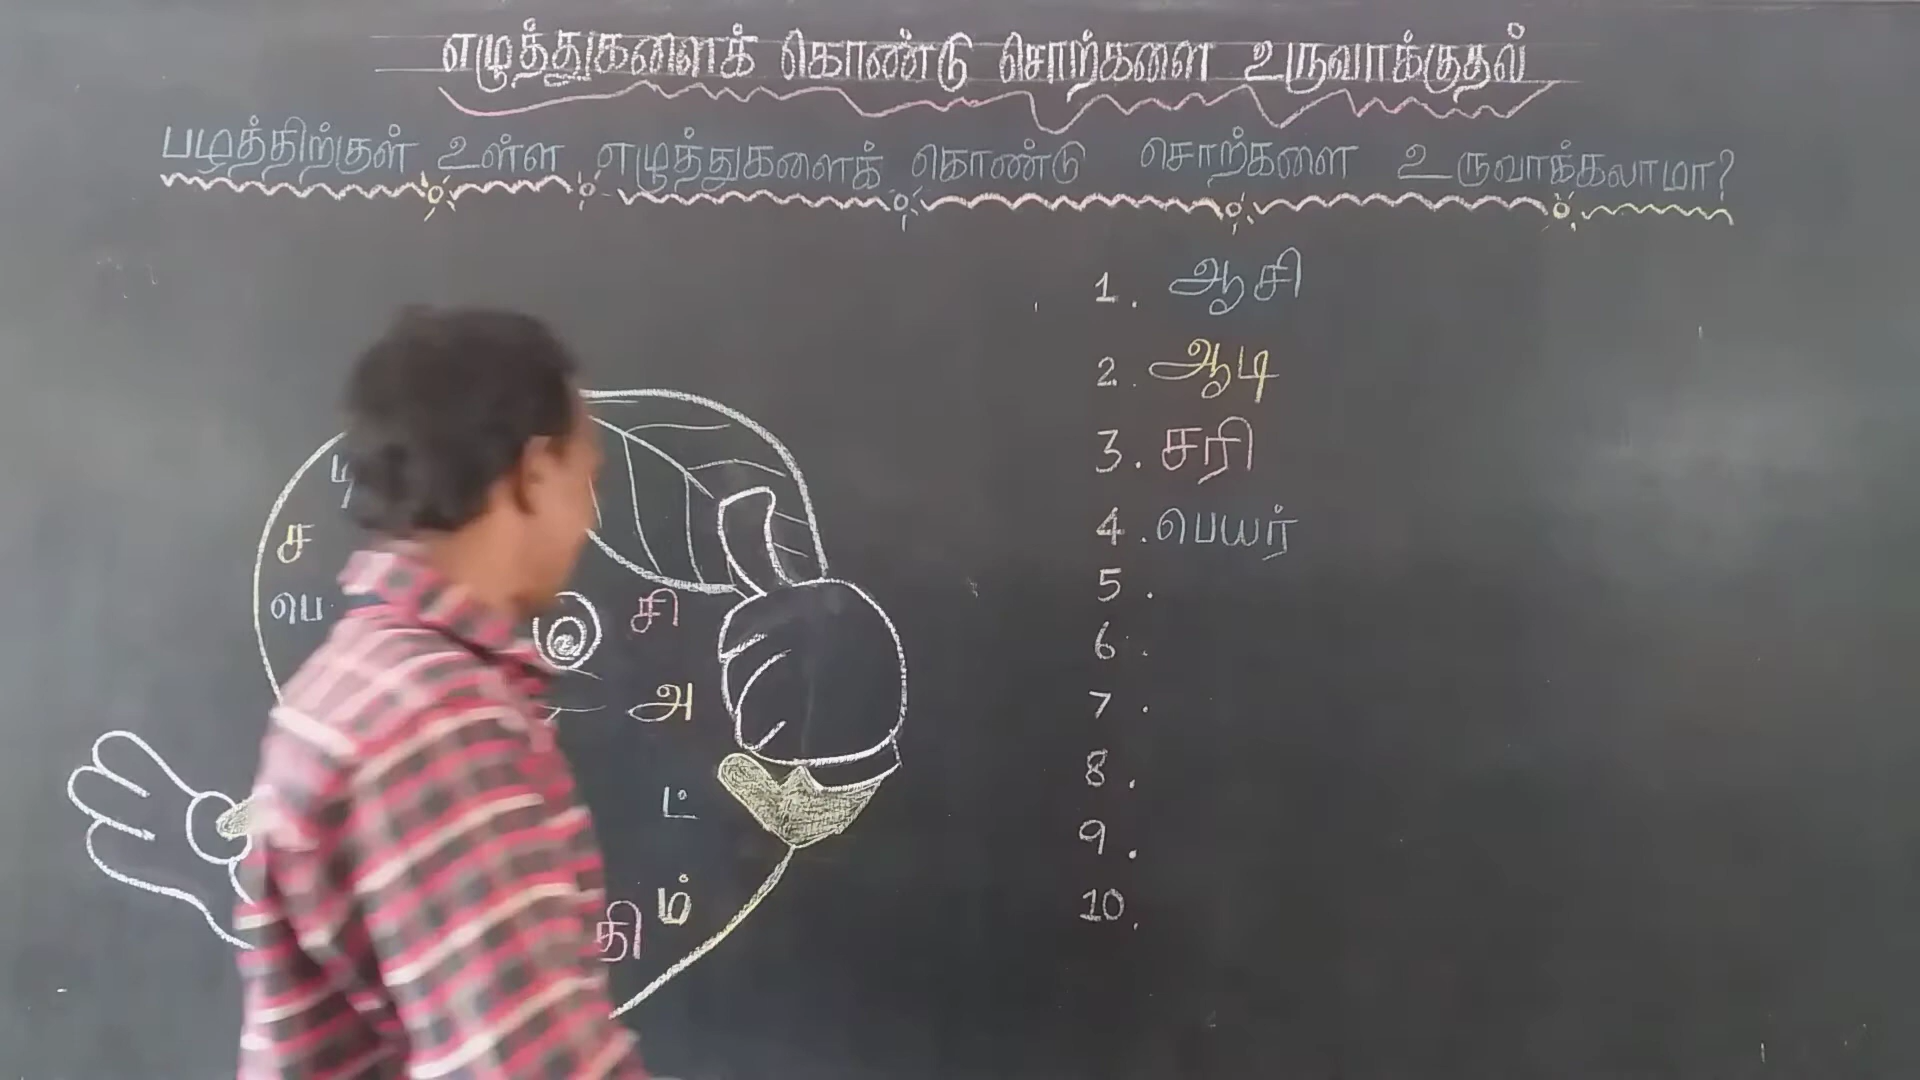 எழுத்துகளைக் கொண்டு சொற்களை உருவாக்குதல்
படத்திற்குள் உள்ள எழுத்துகளைக் கொண்டு சொற்களை உருவாக்கலாமா?
1. ஆசி
2. ஆடி
3. சரி
4. பெயர்
5.
6.
7.
8.
9.
10.
ச
பெ
சி
அ
ட்
ம்
தி